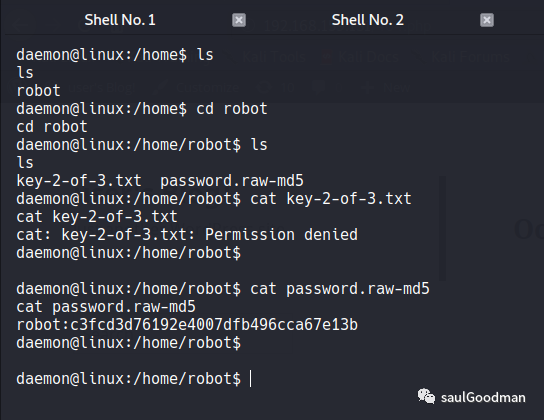 Shell No. 1 Shell No. 2
daemon@linux:/home$ ls
ls
robot
daemon@linux:/home$ cd robot
cd robot
daemon@linux:/home/robot$ ls
ls
key-2-of-3.txt  password.raw-md5
daemon@linux:/home/robot$ cat key-2-of-3.txt
cat key-2-of-3.txt
cat: key-2-of-3.txt: Permission denied
daemon@linux:/home/robot$
daemon@linux:/home/robot$ cat password.raw-md5
cat password.raw-md5
robot:c3fcd3d76192e4007dfb496cca67e13b
daemon@linux:/home/robot$
daemon@linux:/home/robot$
saulGoodman